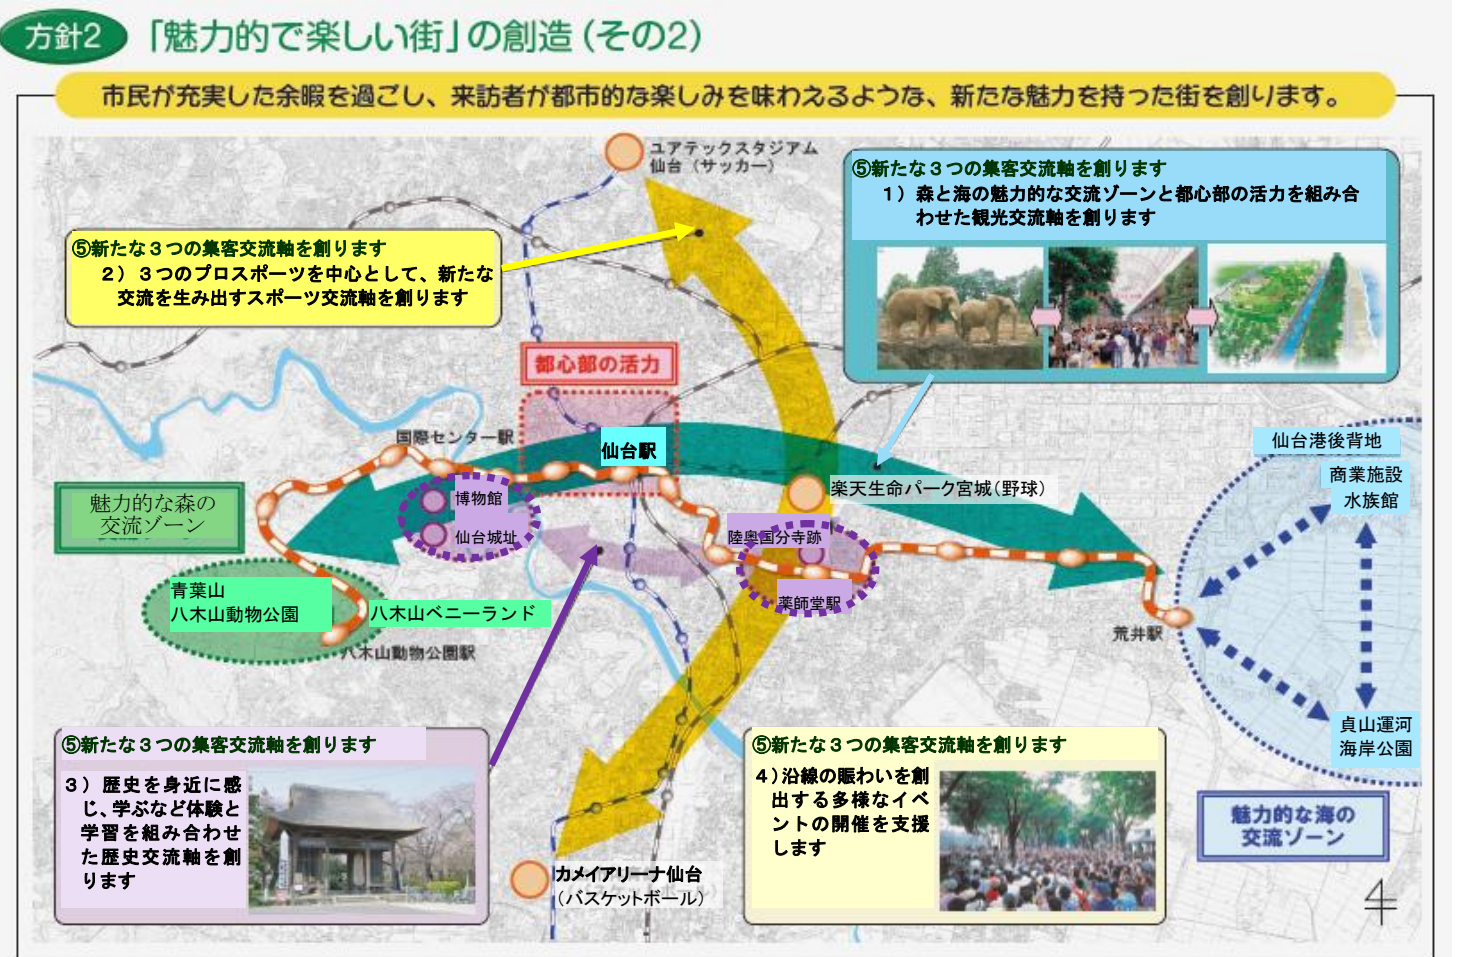 方針2 「魅力的で楽しい街」の創造(その2)
市民が充実した余暇を過ごし、来訪者が都市的な楽しみを味わえるような、新たな魅力を持った街を創ります。
ユアテックスタジアム
仙台(サッカー)
⑤新たな3つの集客交流軸を創ります
1)森と海の魅力的な交流ゾーンと都心部の活力を組み合
わせた観光交流軸を創ります
⑤新たな3つの集客交流軸を創ります
2)3つのプロスポーツを中心として、新たな
交流を生み出すスポーツ交流軸を創ります
都心部の活力
国際センター駅
仙台駅
仙台港後背地
商業施設
水族館
魅力的な森の
交流ゾーン
博物館
仙台城址
楽天生命パーク宮城(野球)
陸奥国分寺跡
薬師堂駅
青葉山
八木山動物公園
八木山ベニーランド
八木山動物公園駅
荒井駅
貞山運河
海岸公園
⑤新たな3つの集客交流軸を創ります
3)歴史を身近に感
じ、学ぶなど体験と
学習を組み合わせ
た歴史交流軸を創
ります
⑤新たな3つの集客交流軸を創ります
4)沿線の賑わいを創
出する多様なイベ
ントの開催を支援
します
魅力的な海の
交流ゾーン
カメイアリーナ仙台
(バスケットボール)
4